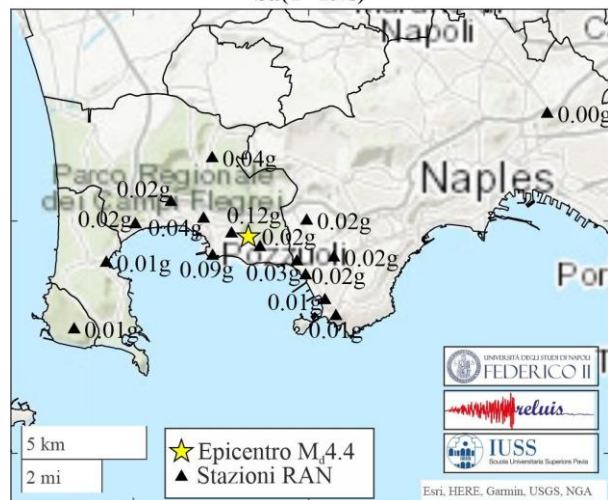 Napoli
0.00g
0.04g
Parco Regionale
dei Campi Flegrei
Naples
0.02g
0.02g
0.04g
0.12g
0.02g
0.02g
Pozzuoli
0.01g
0.09g
0.03g
0.02g
0.02g
0.01g
0.01g
0.01g
5 km
2 mi
Epicentro Md4.4
Stazioni RAN
UNIVERSITÀ DEGLI STUDI DI NAPOLI
FEDERICO II
reluis
IUSS
Scuola Universitaria Superiore Pavia
Esri, HERE, Garmin, USGS, NGA